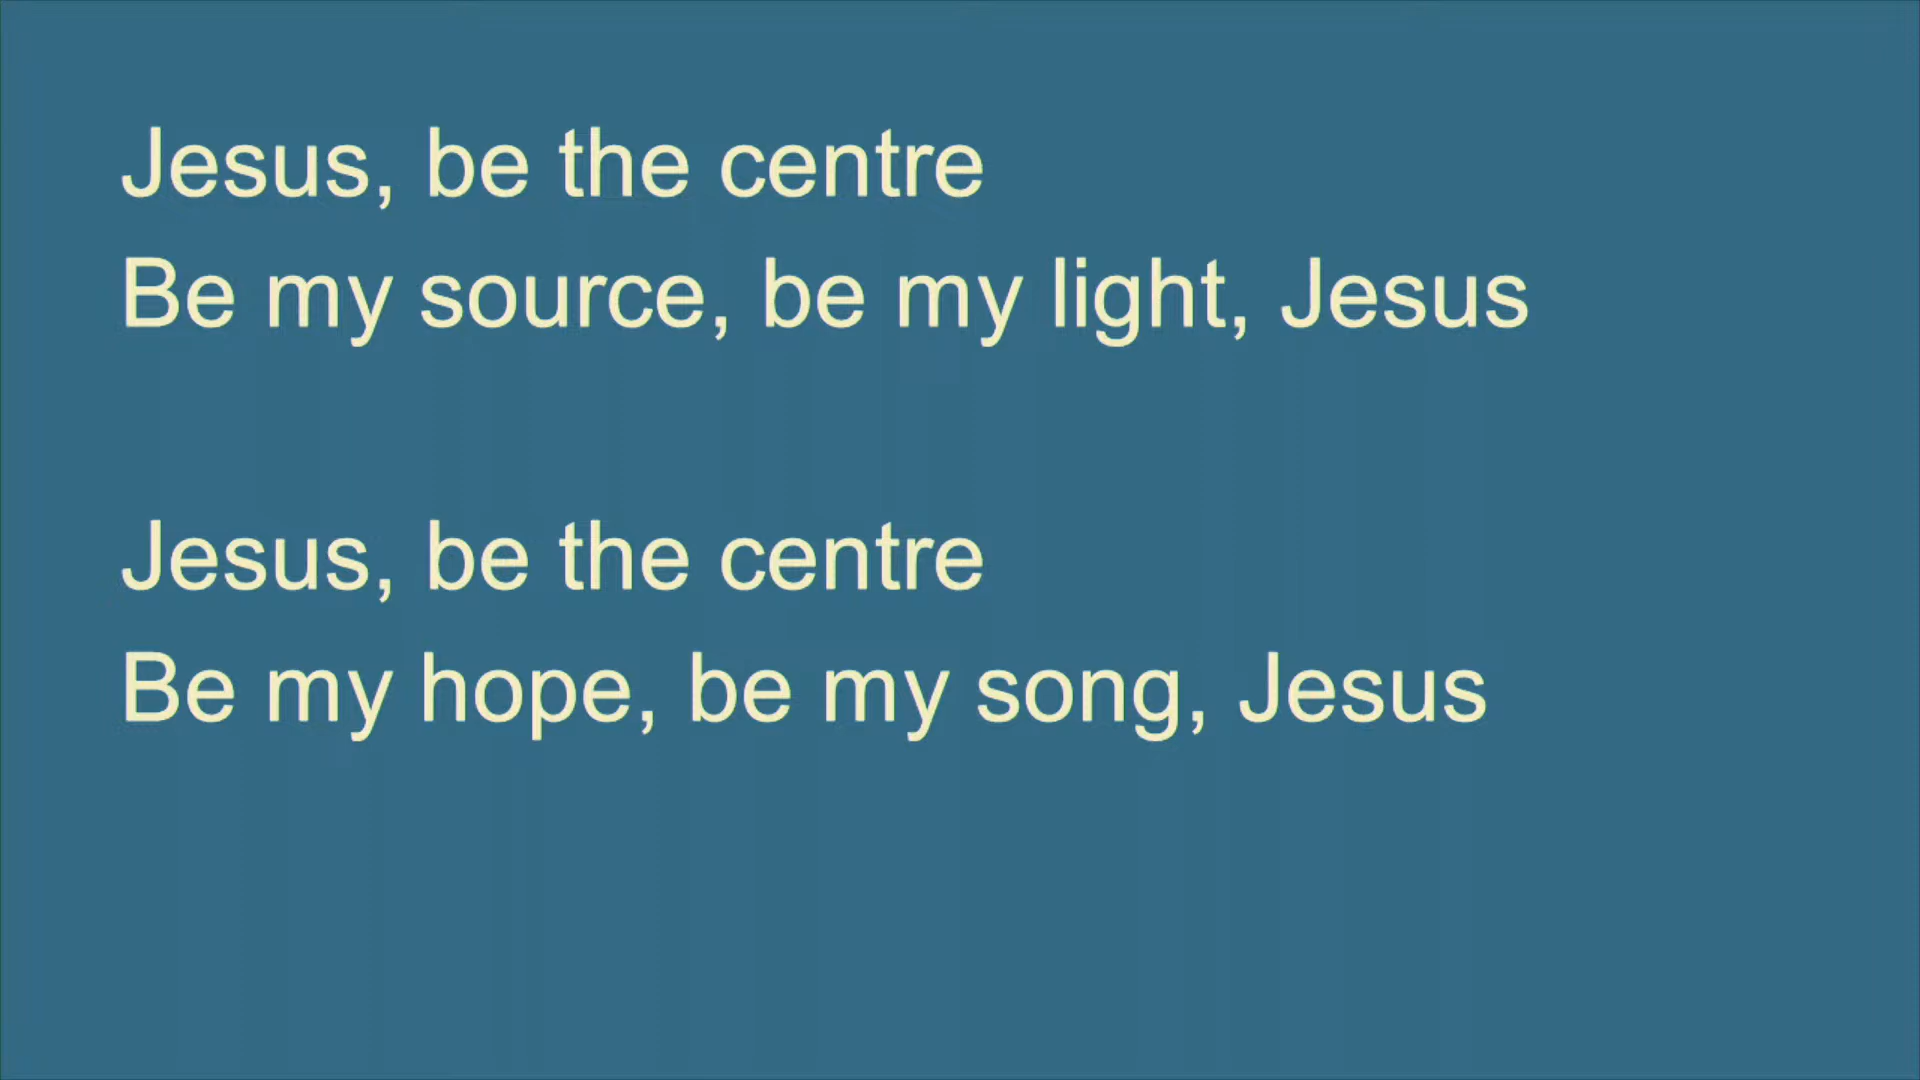 Jesus, be the centre
Be my source, be my light, Jesus
Jesus, be the centre
Be my hope, be my song, Jesus